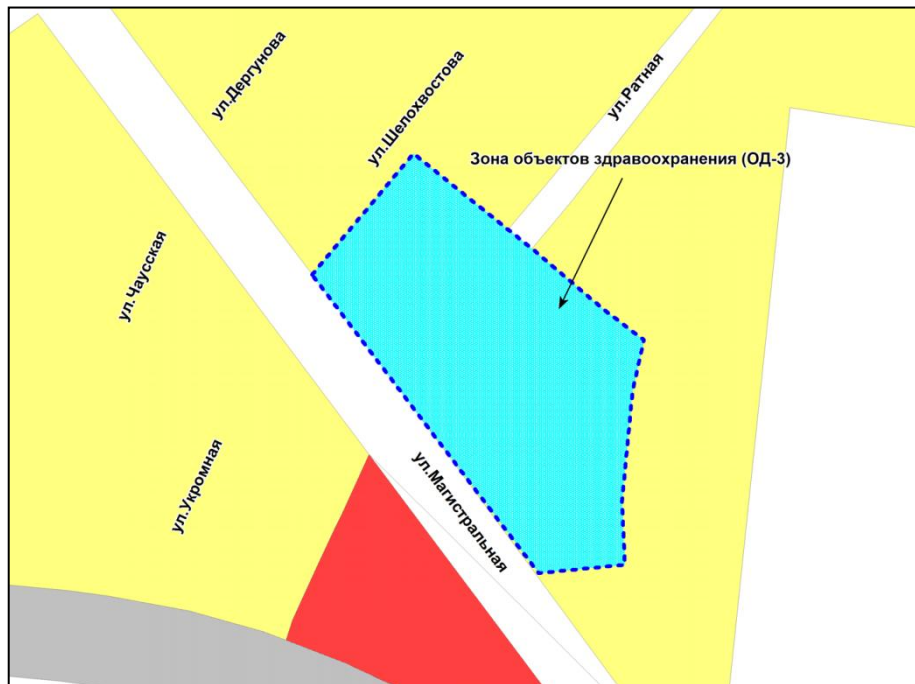 ул.Дергунова
ул.Шелохвостова
ул.Ратная
Зона объектов здравоохранения (ОД-3)
ул.Чаусская
ул.Укромная
ул.Магистральная